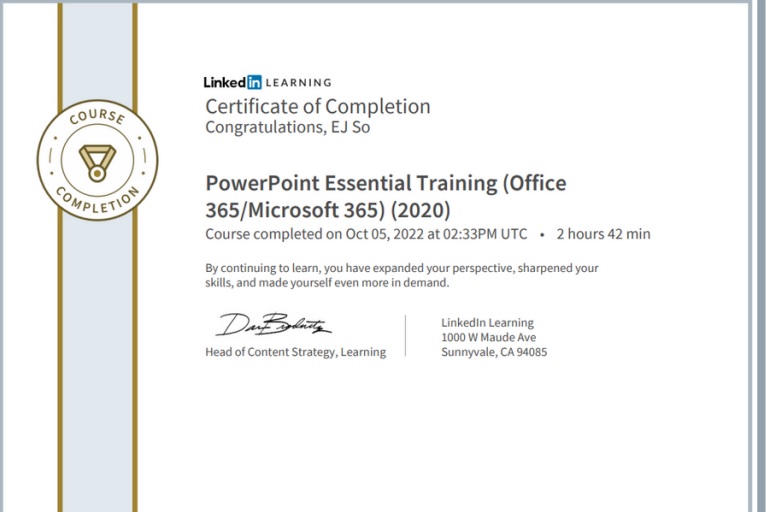 LinkedIn LEARNING
Certificate of Completion
Congratulations, EJ So
COURSE
COMPLETION
PowerPoint Essential Training (Office
365/Microsoft 365) (2020)
Course completed on Oct 05, 2022 at 02:33PM UTC • 2 hours 42 min
By continuing to learn, you have expanded your perspective, sharpened your
skills, and made yourself even more in demand.
Head of Content Strategy, Learning
LinkedIn Learning
1000 W Maude Ave
Sunnyvale, CA 94085